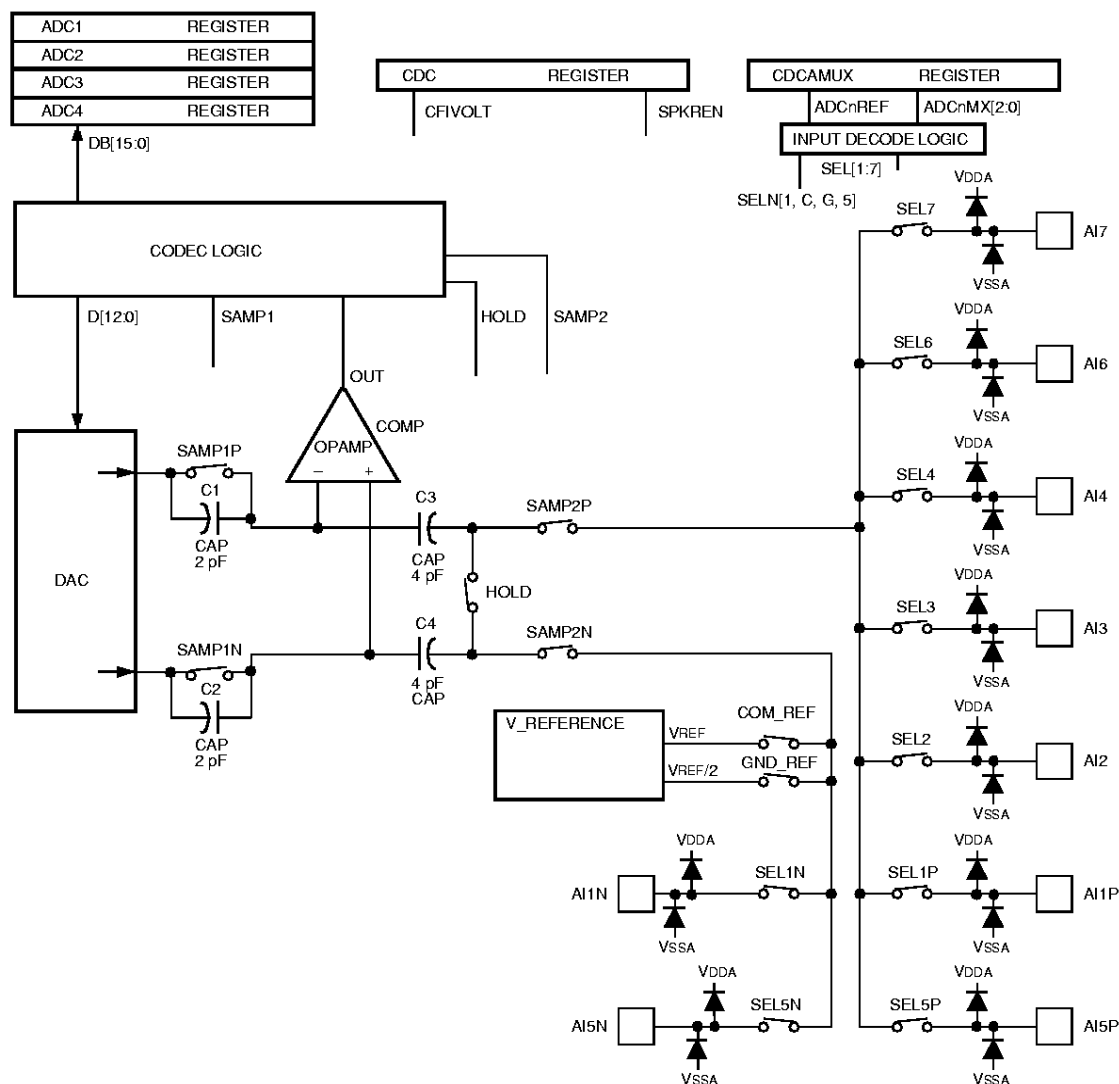 ADC1 REGISTER
ADC2 REGISTER
ADC3 REGISTER
ADC4 REGISTER
DB[15:0]
CDC REGISTER
CFIVOLT
SPKREN
CDCAMUX REGISTER
ADCnREF
ADCnMX[2:0]
INPUT DECODE LOGIC
SEL[1:7]
SELN[1, C, G, 5]
CODEC LOGIC
D[12:0]
SAMP1
HOLD
SAMP2
OUT
COMP
OPAMP
–
+
DAC
SAMP1P
C1
CAP
2 pF
C3
CAP
4 pF
SAMP2P
HOLD
SAMP1N
C2
CAP
2 pF
C4
4 pF
CAP
SAMP2N
V_REFERENCE
VREF
COM_REF
VREF/2
GND_REF
VDDA
SEL7
AI7
VSSA
VDDA
SEL6
AI6
VSSA
VDDA
SEL4
AI4
VSSA
VDDA
SEL3
AI3
VSSA
VDDA
SEL2
AI2
VSSA
VDDA
AI1N
SEL1N
VSSA
VDDA
SEL1P
AI1P
VSSA
VDDA
AI5N
SEL5N
VSSA
VDDA
SEL5P
AI5P
VSSA